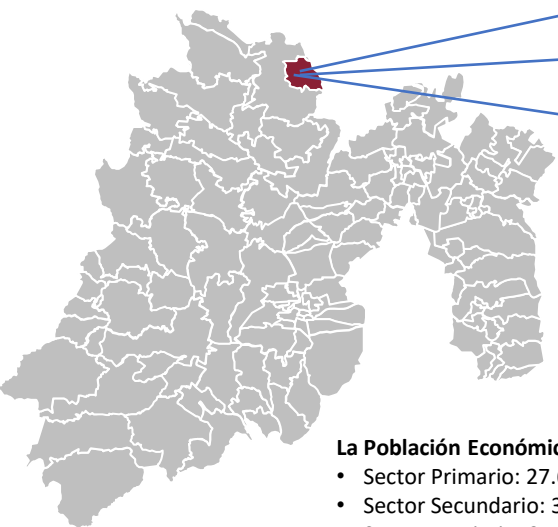 La Población Económic
• Sector Primario: 27.
• Sector Secundario: 3